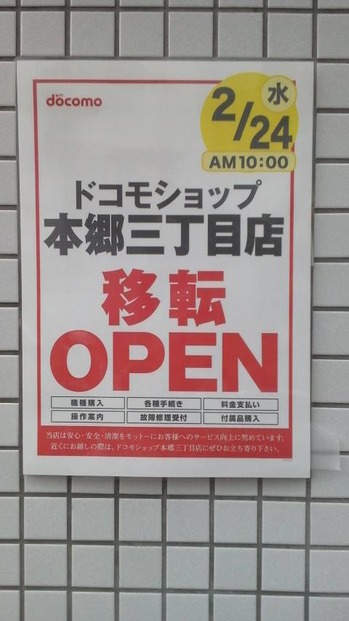 döcomo
2/24
水
AM10:00
ドコモショップ
本郷三丁目店
移転
OPEN
機種購入 各種手続き 料金支払い
操作案内 故障修理受付 付属品購入
当店は安心・安全・清潔をモットーにお客様へのサービス向上に努めています。
近くにお越しの際は、ドコモショップ本郷三丁目店にぜひお立ち寄り下さい。